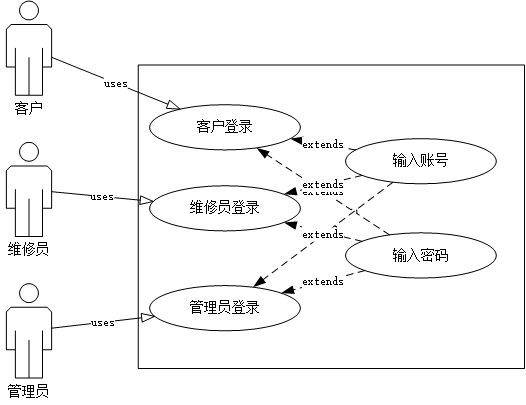 客户
uses
客户登录
extends
输入账号
extends
维修员
uses
维修员登录
extends
输入密码
extends
管理员
uses
管理员登录